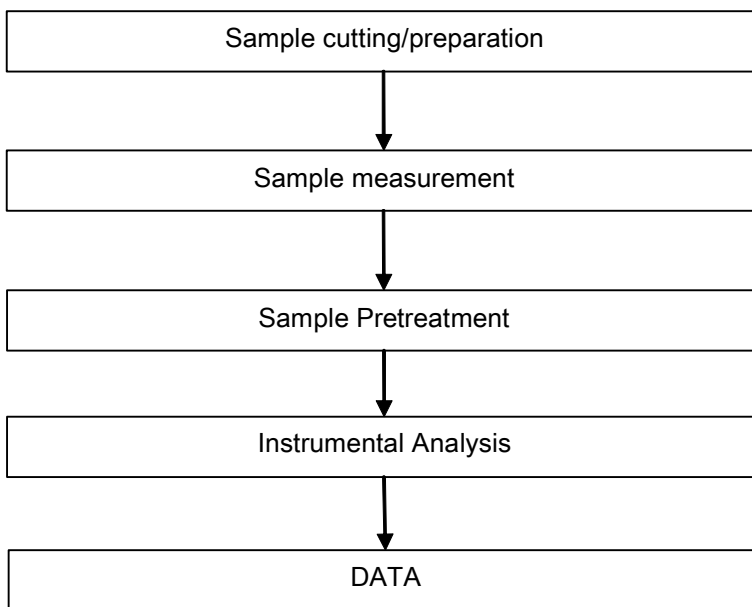 Sample cutting/preparation
Sample measurement
Sample Pretreatment
Instrumental Analysis
DATA